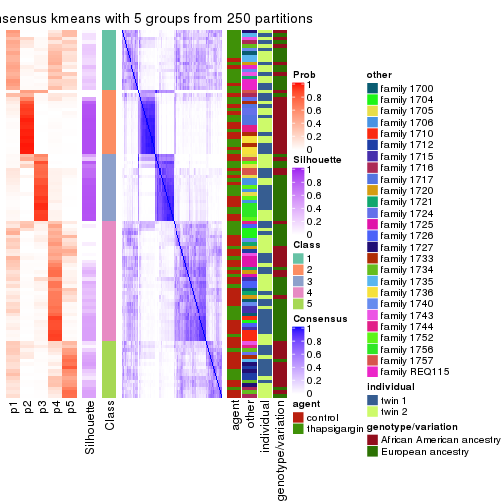 nsensus kmeans with 5 groups from 250 partitions
p1
p2
p3
p4
p5
Silhouette
Class
agent
other
individual
genotype/variation
Prob
1
0.8
0.6
0.4
0.2
0
Silhouette
1
0.8
0.6
0.4
0.2
0
Class
1
2
3
4
5
Consensus
1
0.8
0.6
0.4
0.2
0
agent
control
thapsigargin
other
family 1700
family 1704
family 1705
family 1706
family 1710
family 1712
family 1715
family 1716
family 1717
family 1720
family 1721
family 1724
family 1725
family 1726
family 1727
family 1733
family 1734
family 1735
family 1736
family 1740
family 1743
family 1744
family 1752
family 1756
family 1757
family REQ115
individual
twin 1
twin 2
genotype/variation
African American ancestry
European ancestry